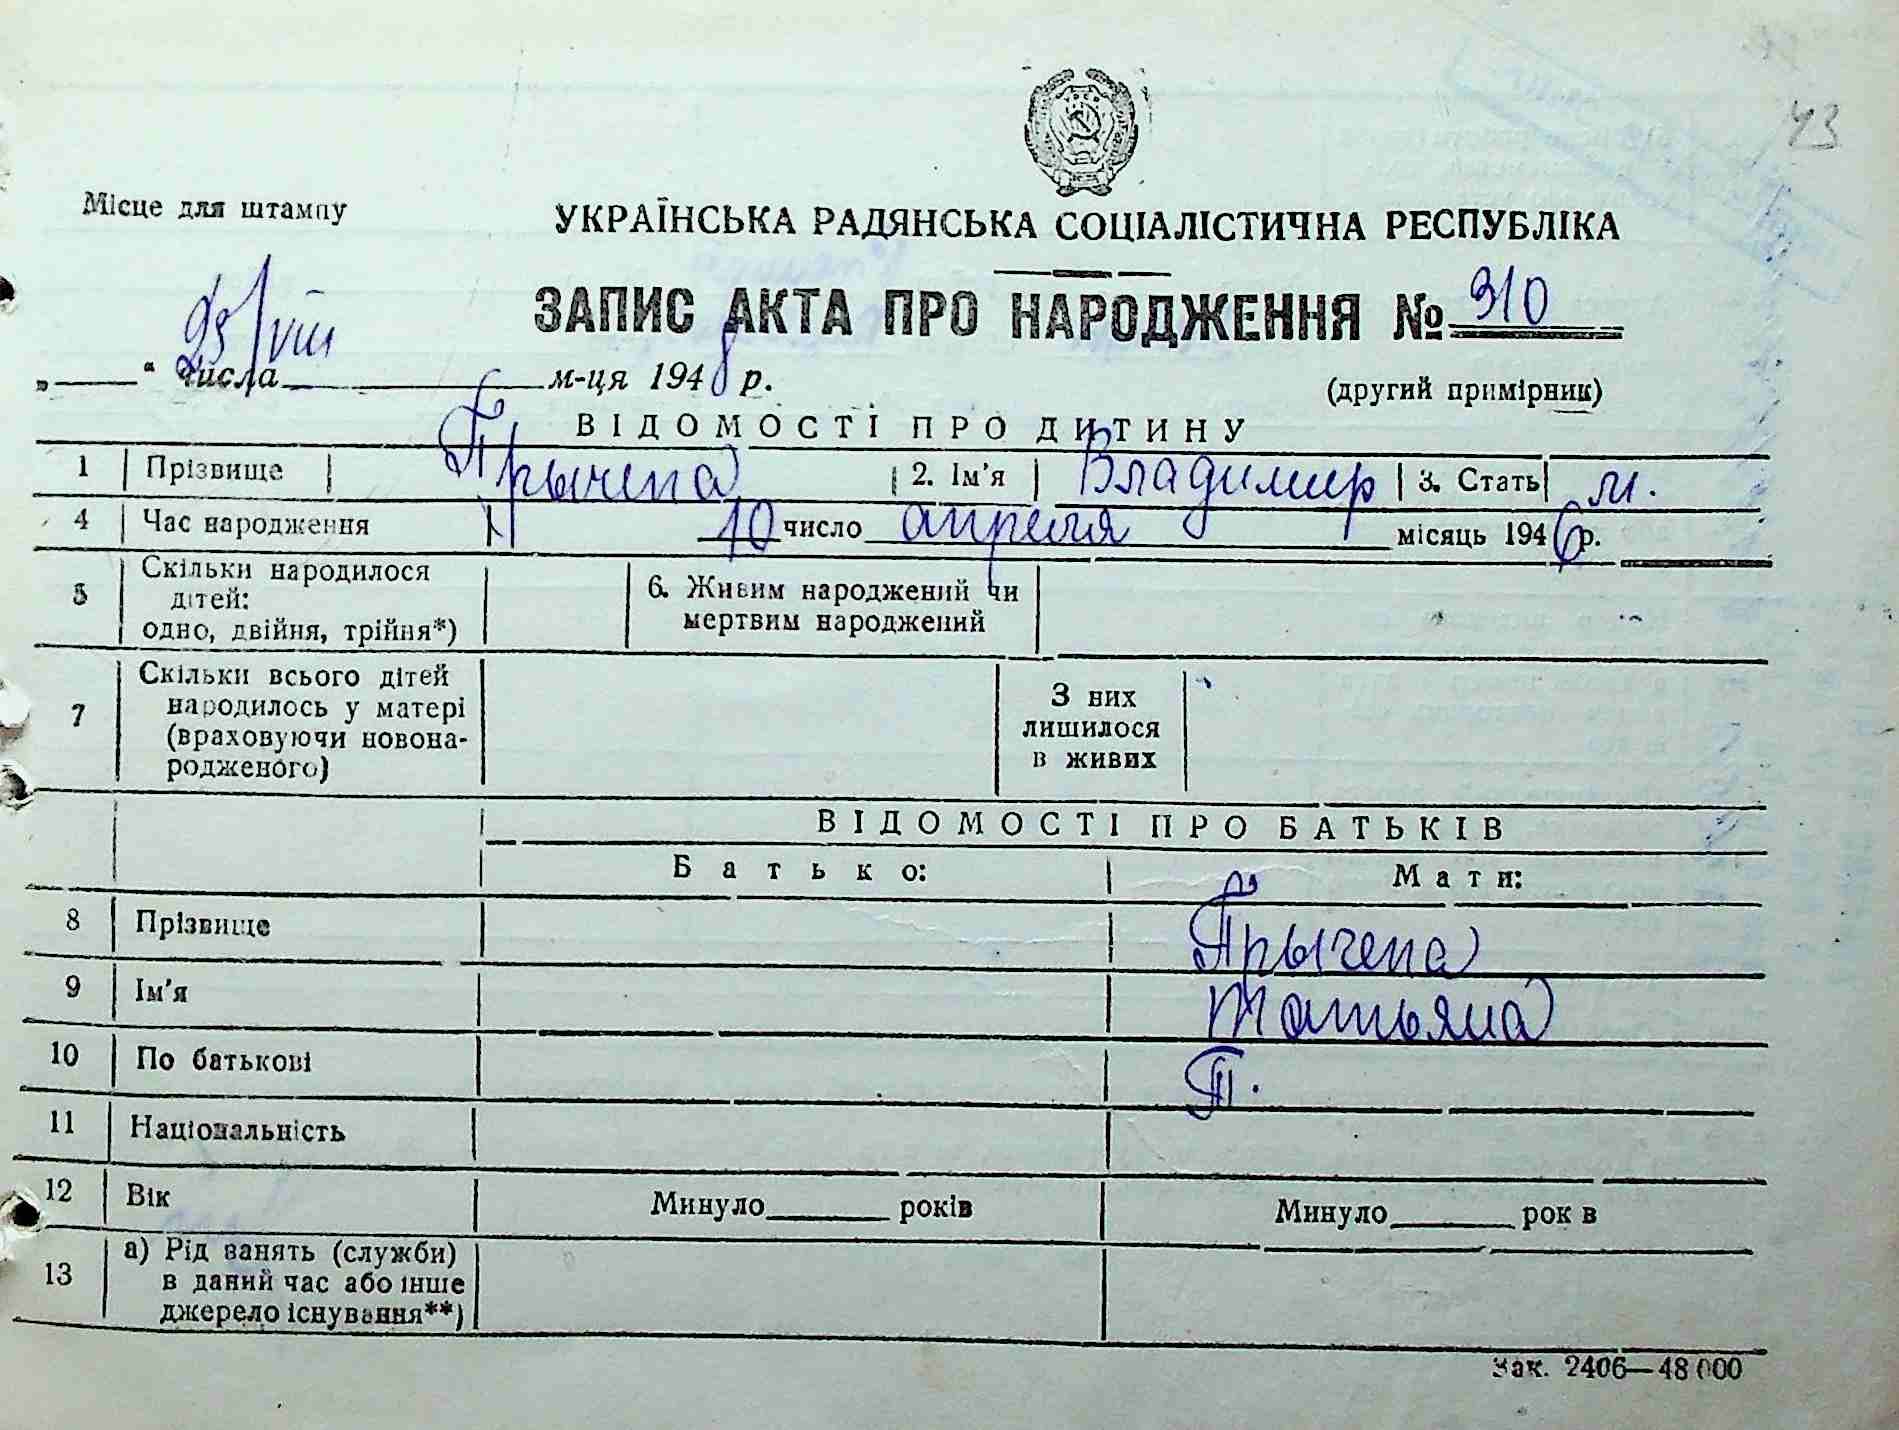 43
Місце для штампу
УКРАЇНСЬКА РАДЯНСЬКА СОЦІАЛІСТИЧНА РЕСПУБЛІКА
ЗАПИС АКТА ПРО НАРОДЖЕННЯ № 310
23/VIII
„ “ числа м-ця 1948 р.
(другий примірник)
ВІДОМОСТІ ПРО ДИТИНУ
1 Прізвище Прычепа 2. Ім'я Владимир 3. Стать м.
4 Час народження 10 число апреля місяць 1946 р.
5 Скільки народилося дітей: одно, двійня, трійня*) 6. Живим народжений чи мертвим народжений
7 Скільки всього дітей народилось у матері (враховуючи новонародженого) З них лишилося в живих
ВІДОМОСТІ ПРО БАТЬКІВ
Батько: Мати:
8 Прізвище Прычепа
9 Ім'я Татьяна
10 По батькові Т.
11 Національність
12 Вік Минуло років Минуло рок в
13 а) Рід занять (служби) в даний час або інше джерело існування**)
Зак. 2406—48 000